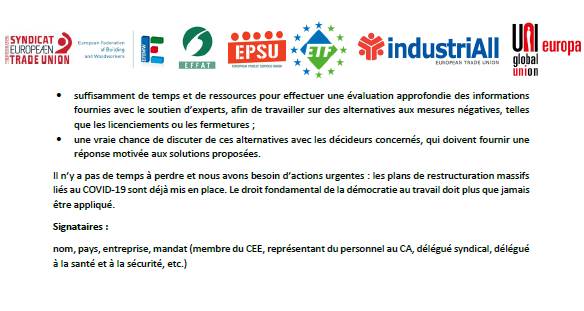 SYNDICAT
EUROPEAN
TRADE UNION
European Federation
of Building
and Woodworkers
EFFAT
EPSU
EUROPEAN PUBLIC SERVICE UNION
ETF
industriAll
EUROPEAN TRADE UNION
UNI
global
union
europa
• suffisamment de temps et de ressources pour effectuer une évaluation approfondie des informations
fournies avec le soutien d'experts, afin de travailler sur des alternatives aux mesures négatives, telles
que les licenciements ou les fermetures ;
• une vraie chance de discuter de ces alternatives avec les décideurs concernés, qui doivent fournir une
réponse motivée aux solutions proposées.
Il n'y a pas de temps à perdre et nous avons besoin d'actions urgentes : les plans de restructuration massifs
liés au COVID-19 sont déjà mis en place. Le droit fondamental de la démocratie au travail doit plus que jamais
être appliqué.
Signataires :
nom, pays, entreprise, mandat (membre du CEE, représentant du personnel au CA, délégué syndical, délégué
à la santé et à la sécurité, etc.)